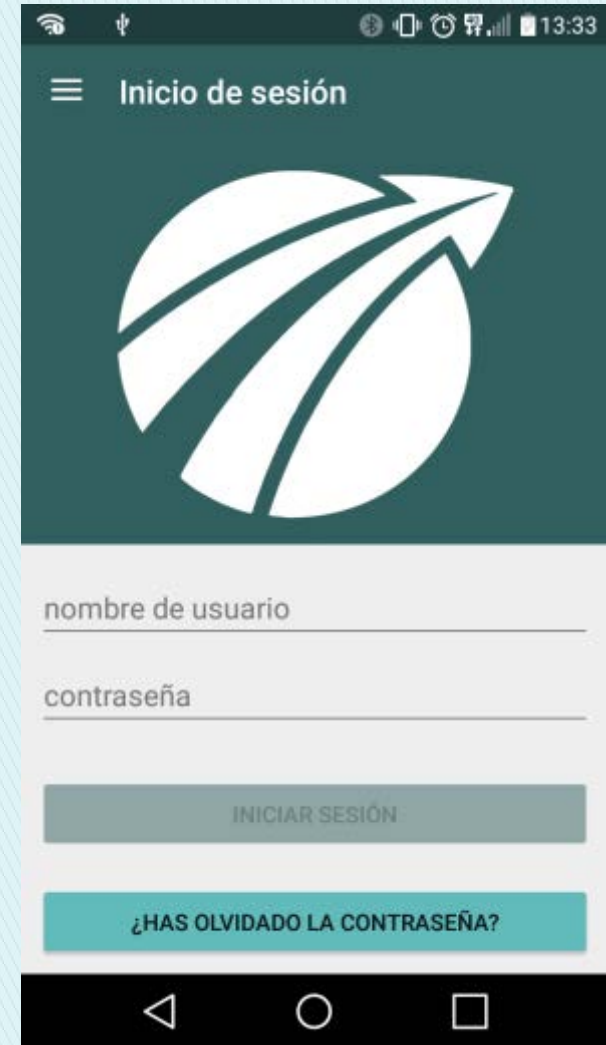 13:33
Inicio de sesión
nombre de usuario
contraseña
INICIAR SESIÓN
¿HAS OLVIDADO LA CONTRASEÑA?